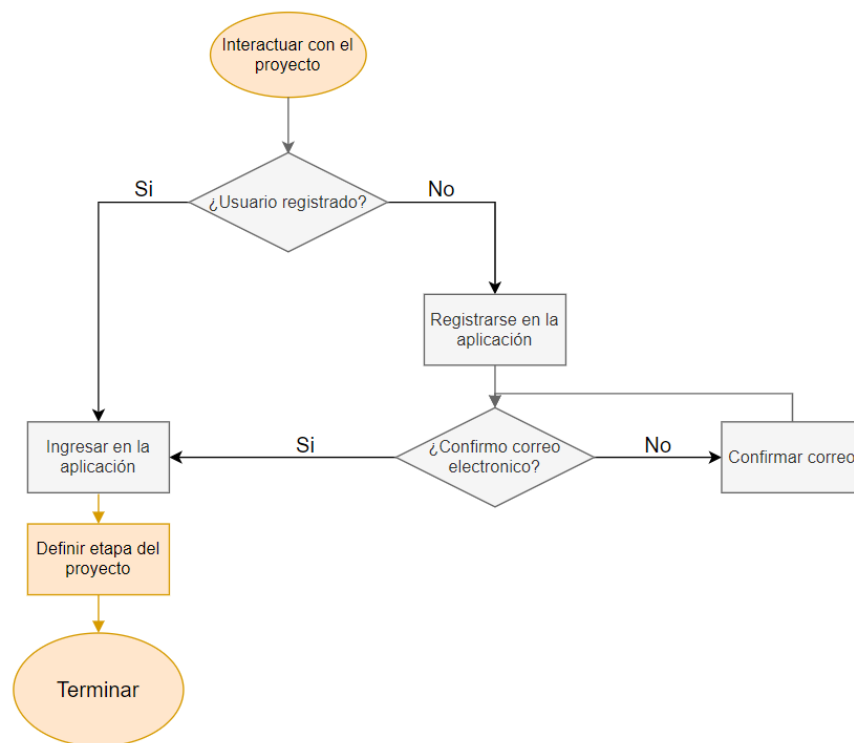 Interactuar con el
proyecto
Si
No
¿Usuario registrado?
Registrarse en la
aplicación
Ingresar en la
aplicación
Si
¿Confirmo correo
electronico?
No
Confirmar correo
Definir etapa del
proyecto
Terminar